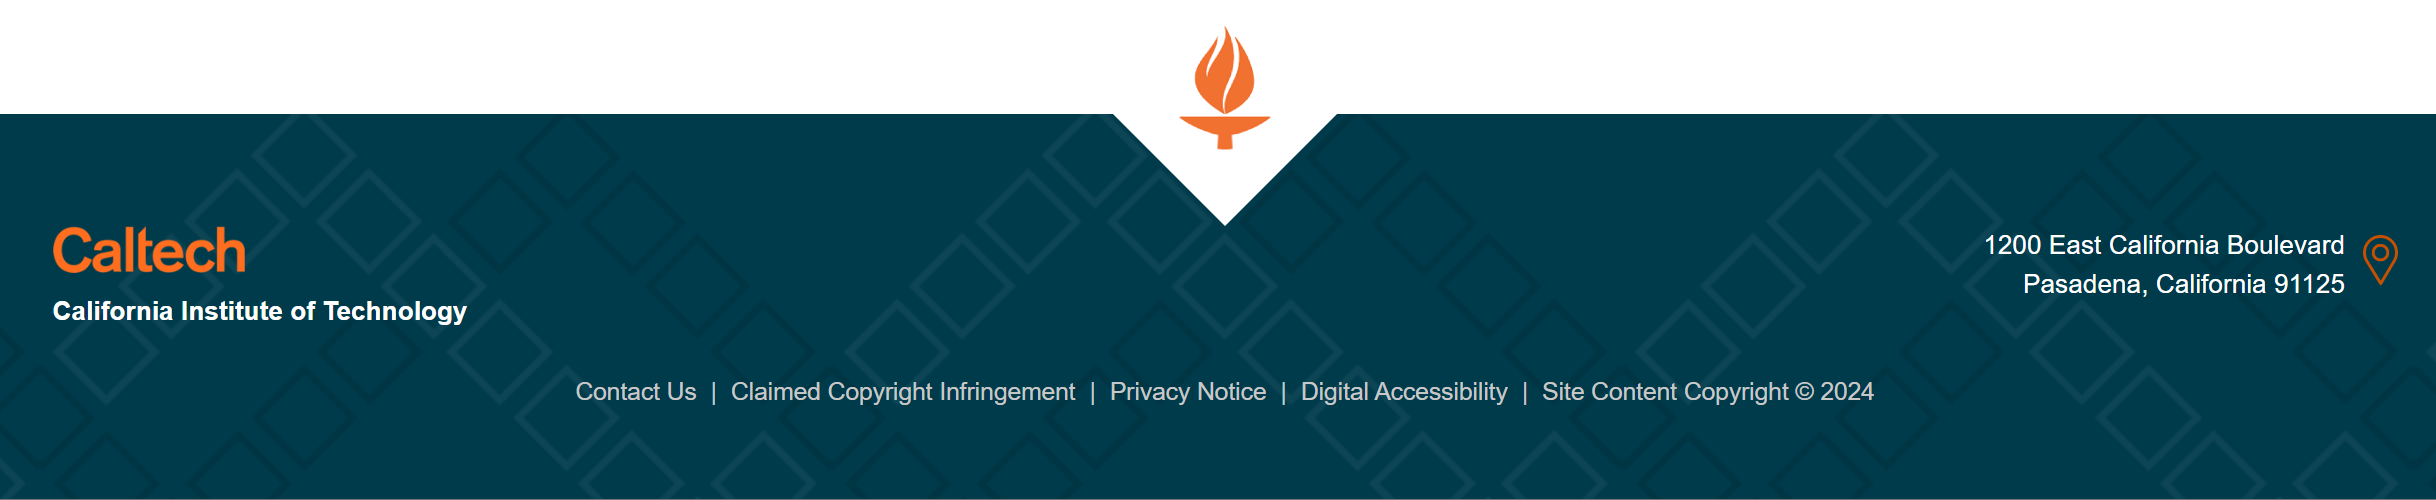 Caltech
California Institute of Technology
1200 East California Boulevard
Pasadena, California 91125
Contact Us | Claimed Copyright Infringement | Privacy Notice | Digital Accessibility | Site Content Copyright © 2024